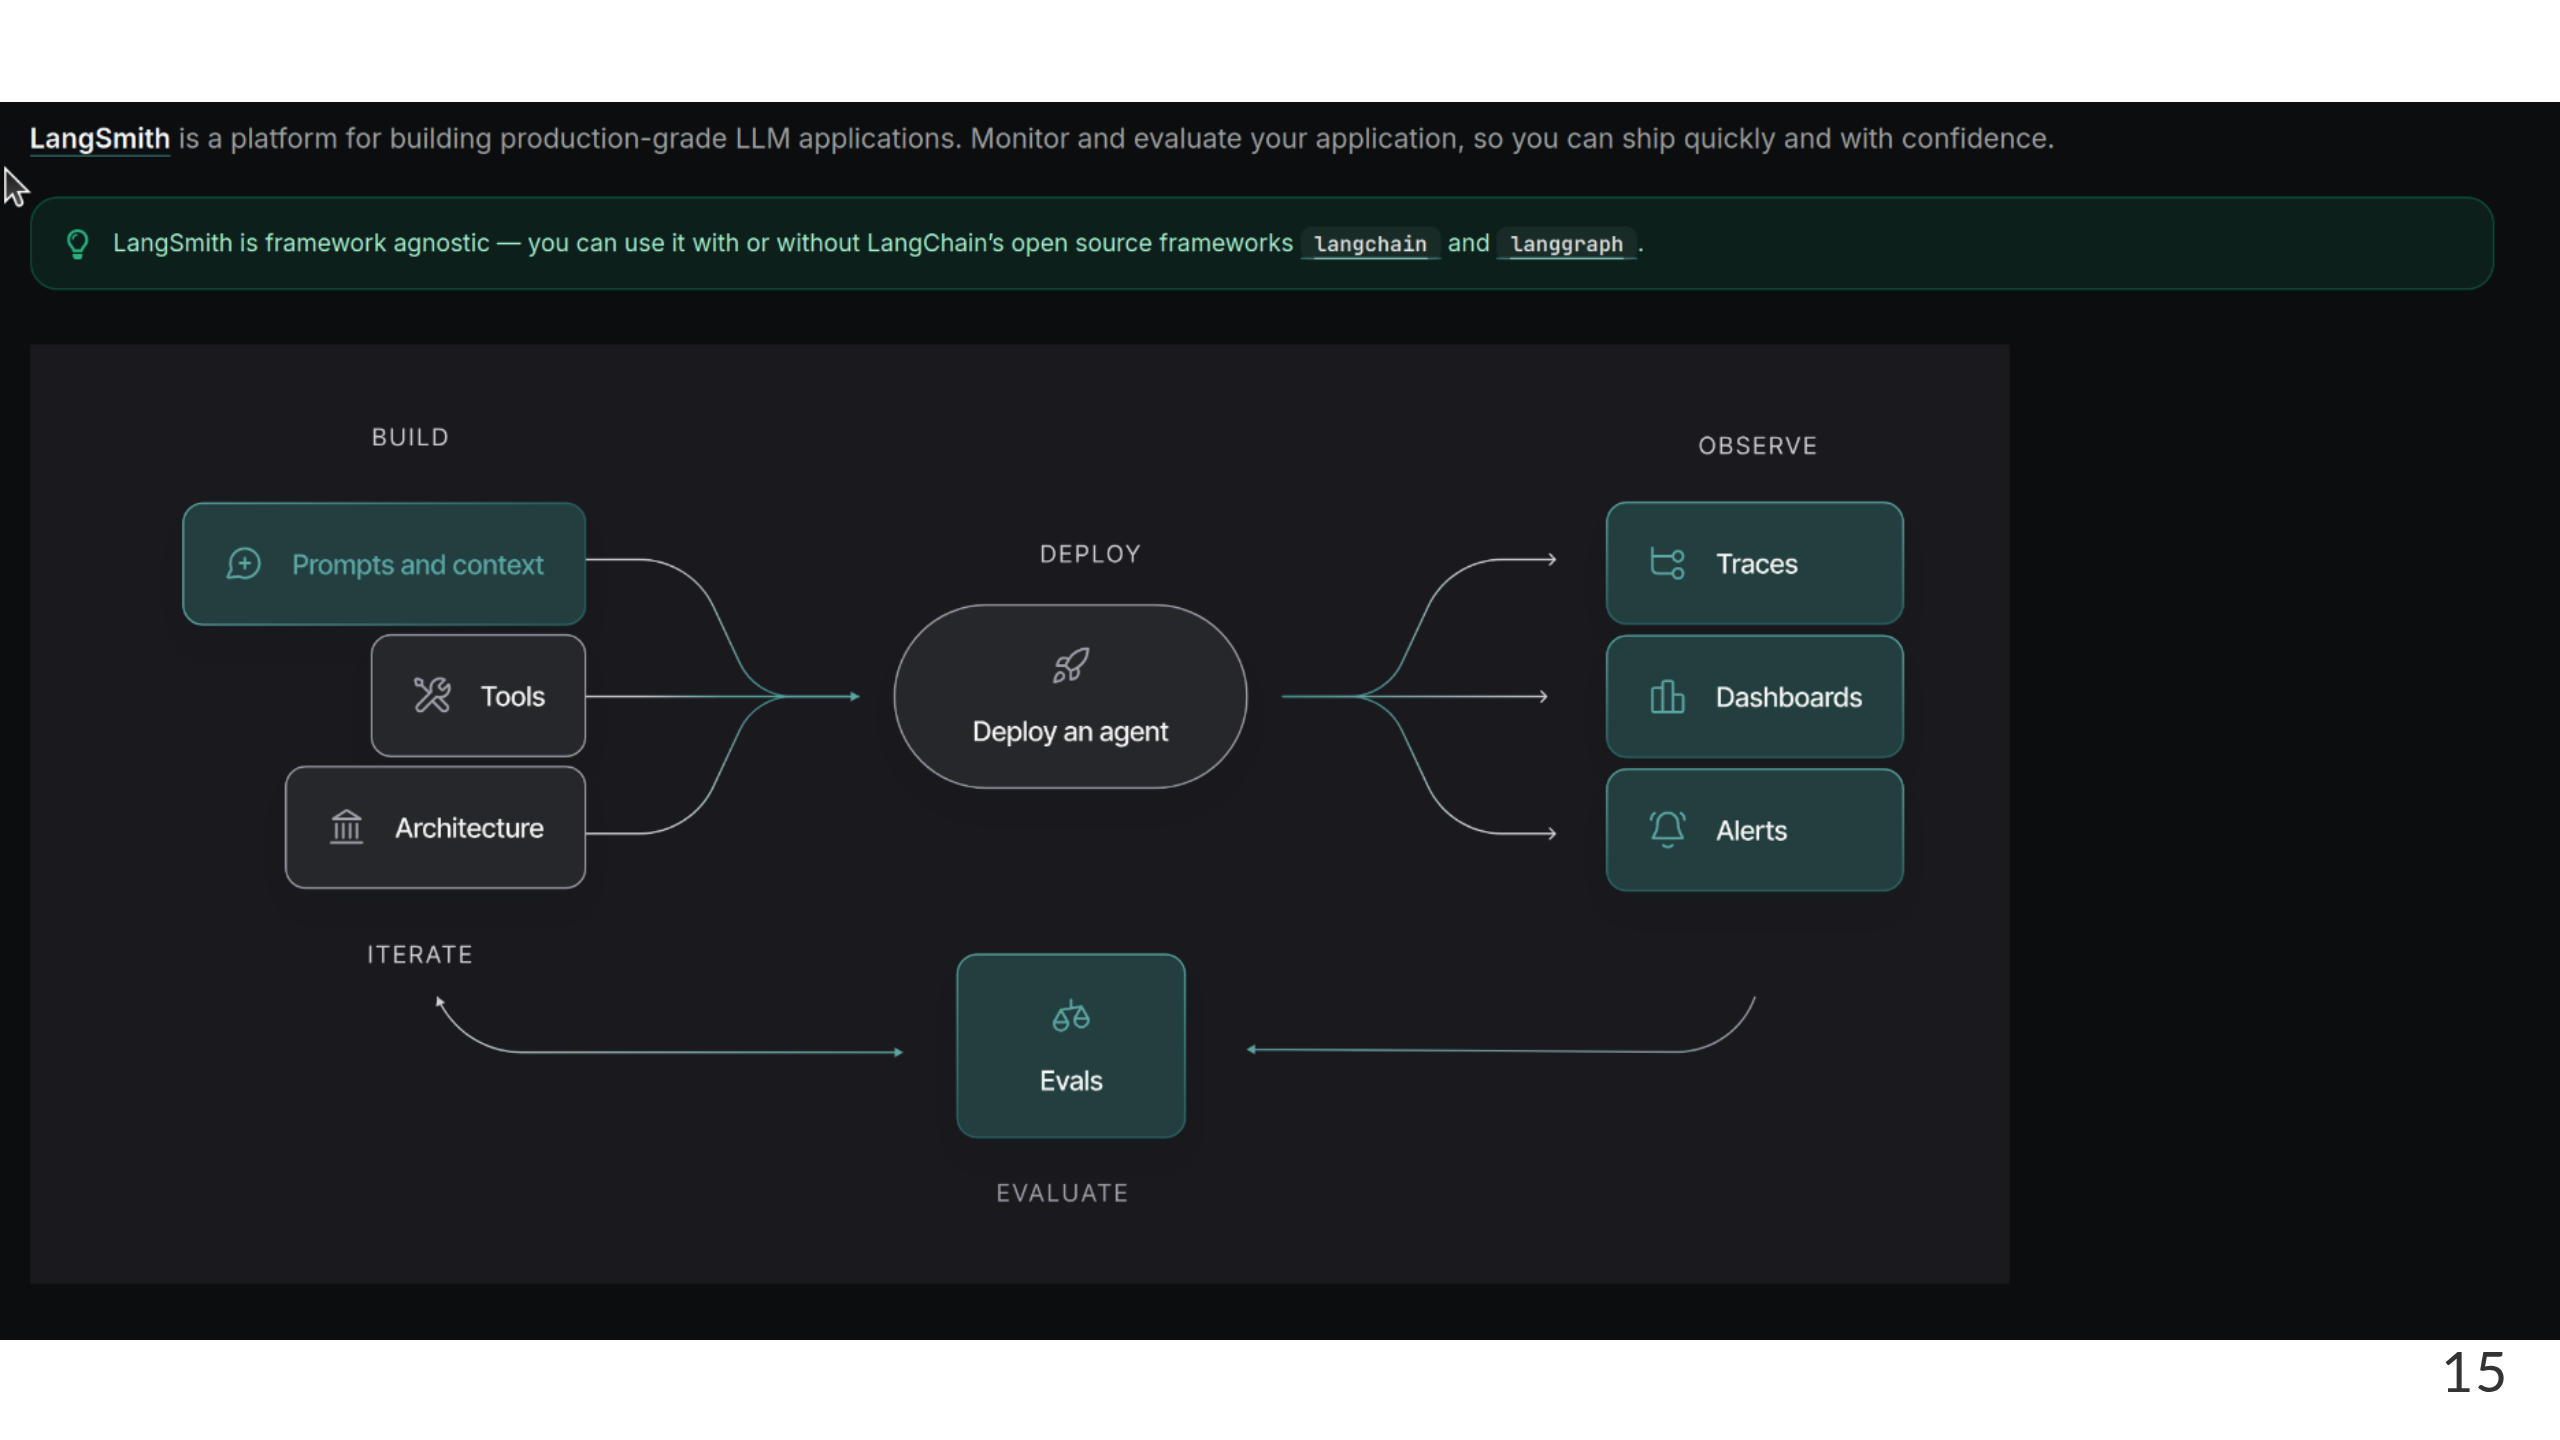 LangSmith is a platform for building production-grade LLM applications. Monitor and evaluate your application, so you can ship quickly and with confidence.
LangSmith is framework agnostic — you can use it with or without LangChain’s open source frameworks langchain and langgraph.
BUILD
Prompts and context
Tools
Architecture
DEPLOY
Deploy an agent
OBSERVE
Traces
Dashboards
Alerts
ITERATE
Evals
EVALUATE
15